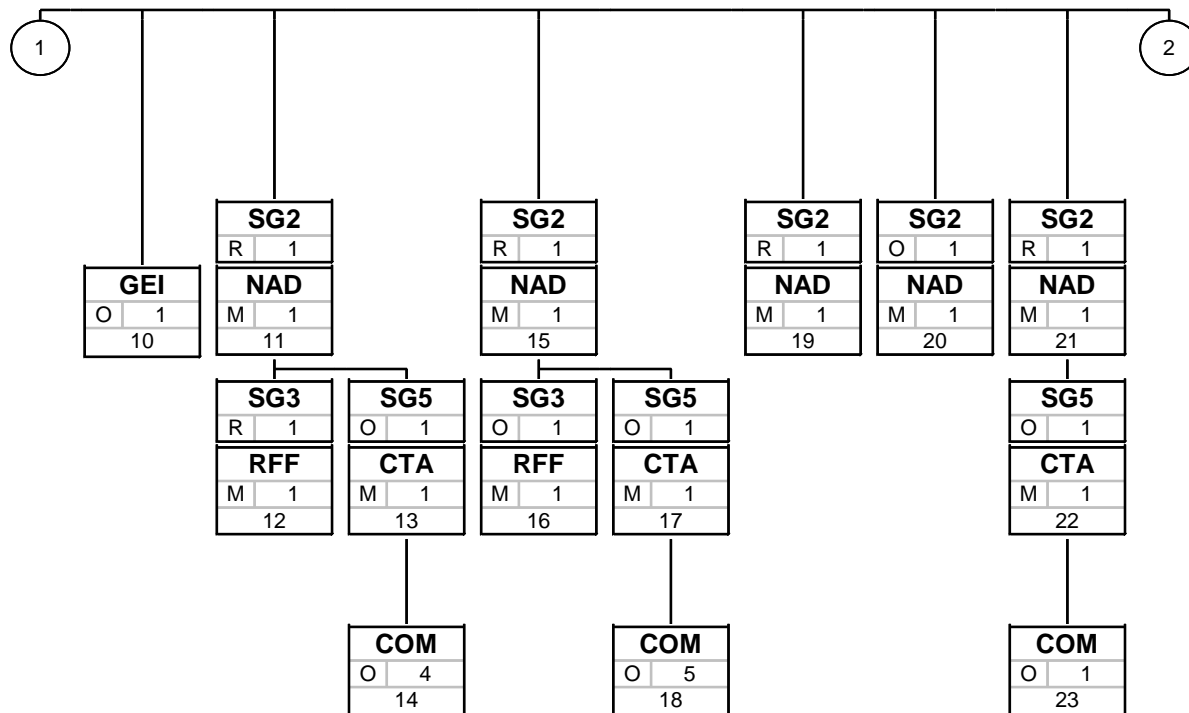 1 2
SG2 SG2 SG2 SG2 SG2
R 1 R 1 R 1 O 1 R 1
GEI NAD NAD NAD NAD NAD
O 1 M 1 M 1 M 1 M 1 M 1
10 11 15 19 20 21
SG3 SG5 SG3 SG5 SG5
R 1 O 1 O 1 O 1 O 1
RFF CTA RFF CTA CTA
M 1 M 1 M 1 M 1 M 1
12 13 16 17 22
COM COM COM
O 4 O 5 O 1
14 18 23